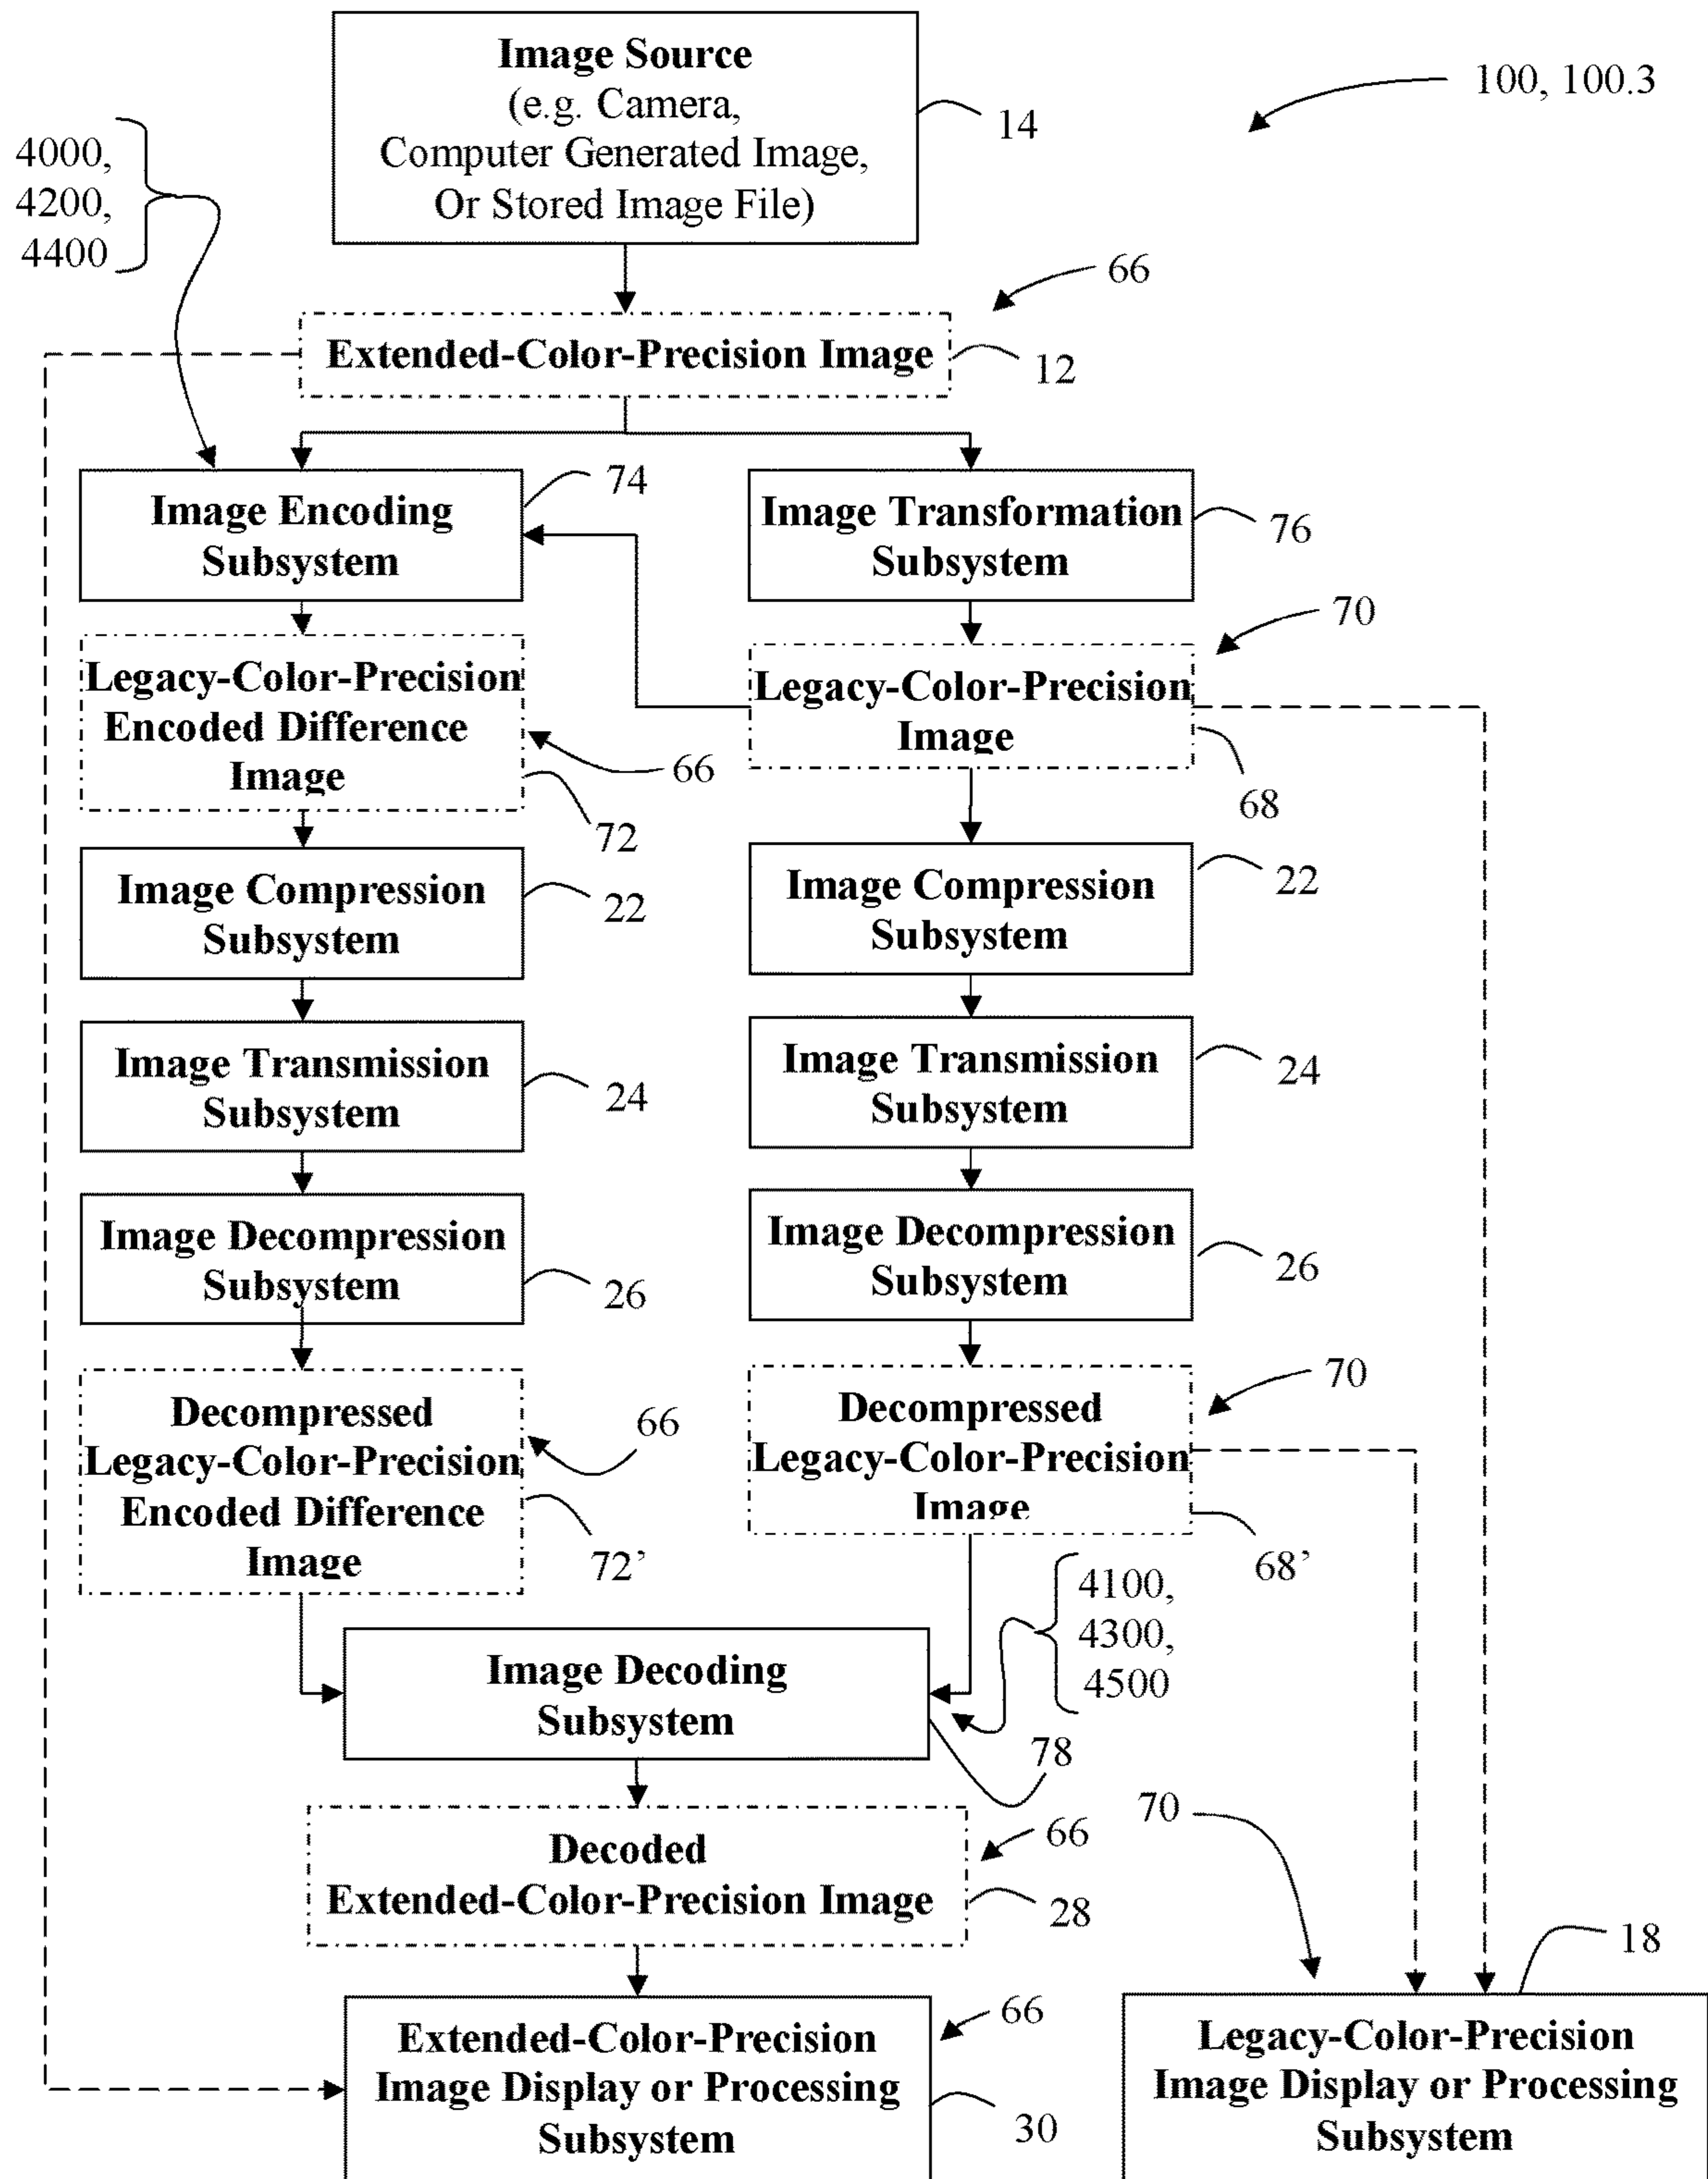 Image Source
(e.g. Camera,
Computer Generated Image,
Or Stored Image File)
14
100, 100.3
4000,
4200,
4400
66
Extended-Color-Precision Image
12
Image Encoding
Subsystem
74
Image Transformation
Subsystem
76
70
Legacy-Color-Precision
Encoded Difference
Image
66
72
Legacy-Color-Precision
Image
68
Image Compression
Subsystem
22
Image Compression
Subsystem
22
Image Transmission
Subsystem
24
Image Transmission
Subsystem
24
Image Decompression
Subsystem
26
Image Decompression
Subsystem
26
Decompressed
Legacy-Color-Precision
Encoded Difference
Image
66
72’
Decompressed
Legacy-Color-Precision
Image
70
68’
4100,
4300,
4500
Image Decoding
Subsystem
78
Decoded
Extended-Color-Precision Image
66
28
70
18
Extended-Color-Precision
Image Display or Processing
Subsystem
66
30
Legacy-Color-Precision
Image Display or Processing
Subsystem